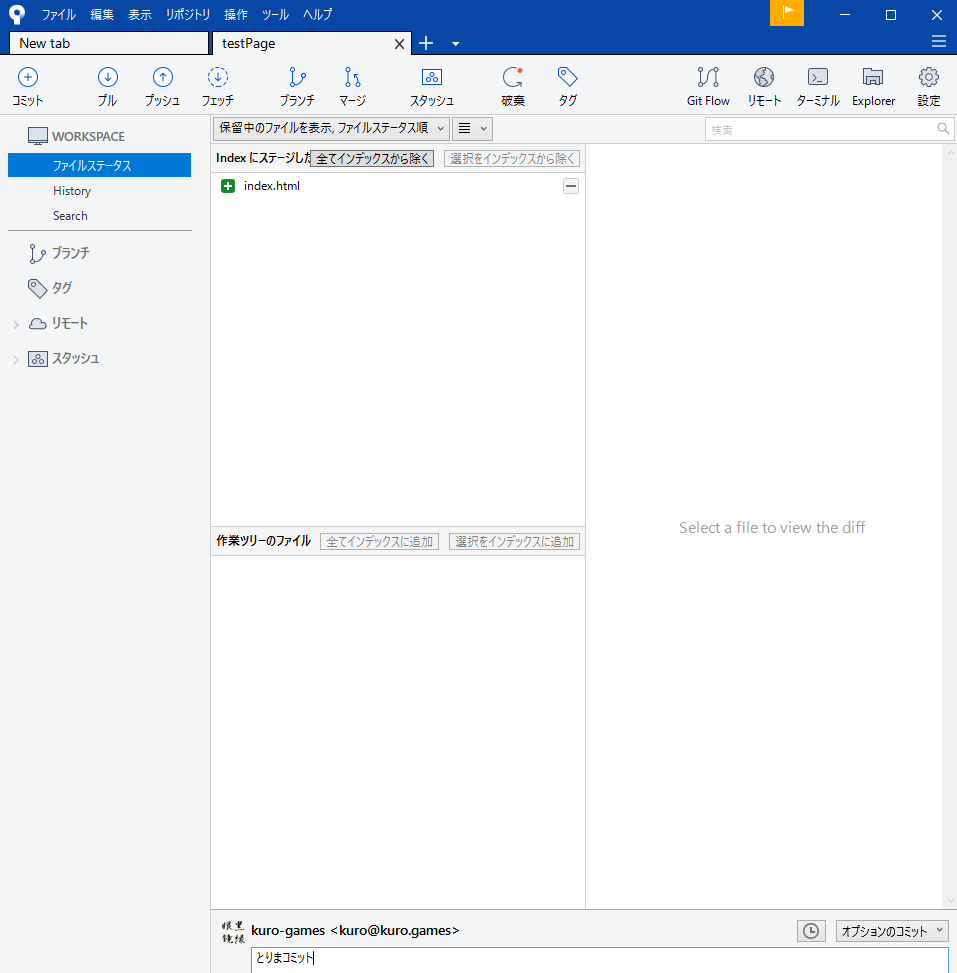 ファイル 編集 表示 リポジトリ 操作 ツール ヘルプ
New tab testPage
コミット プル プッシュ フェッチ ブランチ マージ スタッシュ 破棄 タグ Git Flow リモート ターミナル Explorer 設定
WORKSPACE
ファイルステータス
History
Search
ブランチ
タグ
リモート
スタッシュ
保留中のファイルを表示, ファイルステータス順 検索
Index にステージした 全てインデックスから除く 選択をインデックスから除く
index.html
作業ツリーのファイル 全てインデックスに追加 選択をインデックスに追加
Select a file to view the diff
kuro-games <kuro@kuro.games> オプションのコミット
とりまコミット